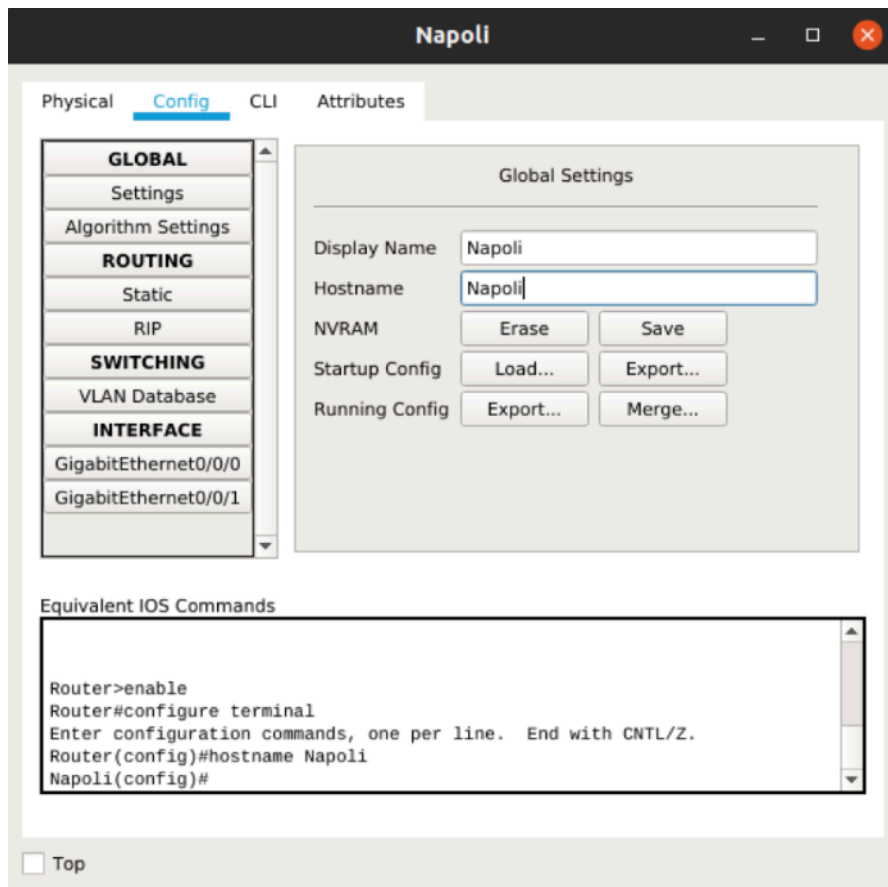 Napoli
Physical Config CLI Attributes
GLOBAL
Settings
Algorithm Settings
ROUTING
Static
RIP
SWITCHING
VLAN Database
INTERFACE
GigabitEthernet0/0/0
GigabitEthernet0/0/1
Global Settings
Display Name Napoli
Hostname Napoli
NVRAM Erase Save
Startup Config Load... Export...
Running Config Export... Merge...
Equivalent IOS Commands
Router>enable
Router#configure terminal
Enter configuration commands, one per line.  End with CNTL/Z.
Router(config)#hostname Napoli
Napoli(config)#
Top